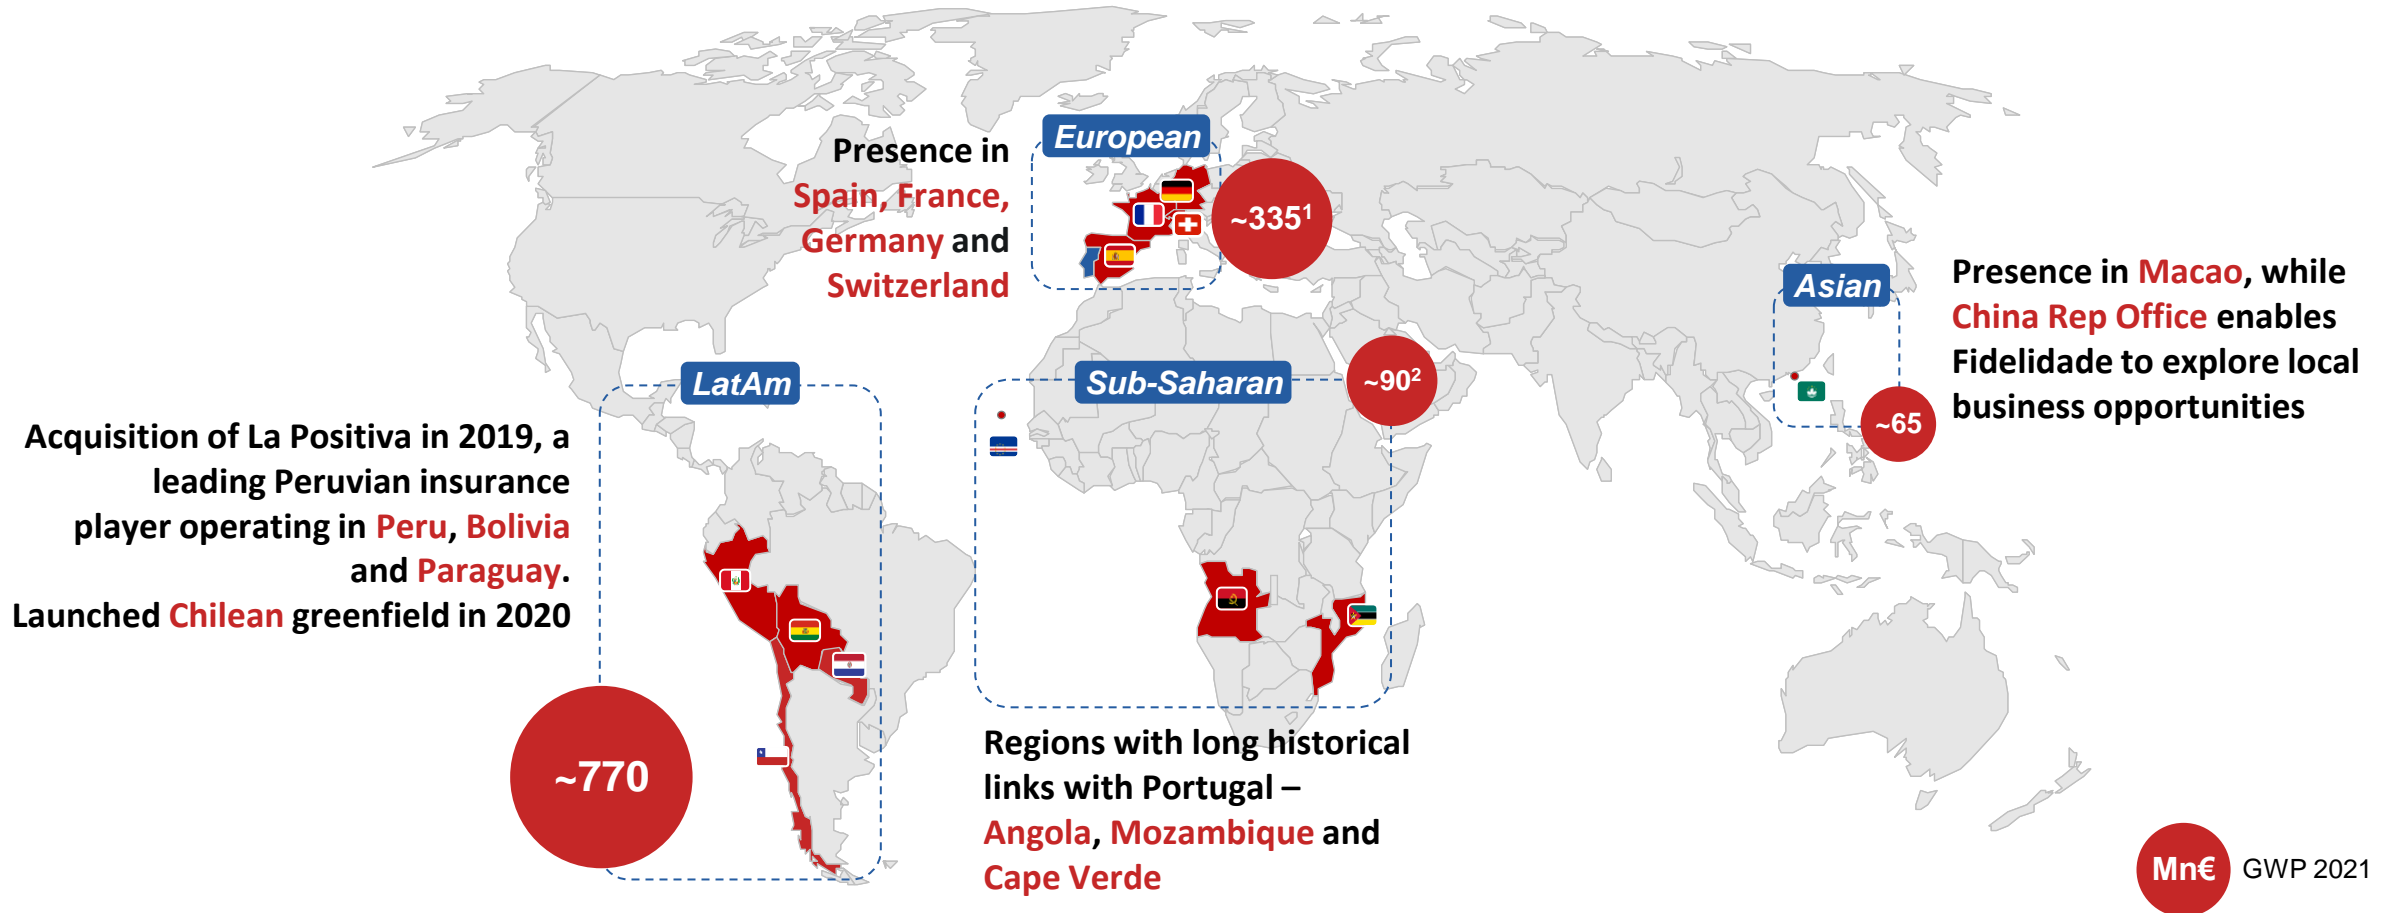 European
Presence in
Spain, France,
Germany and
Switzerland
~335¹
Asian
Presence in Macao, while
China Rep Office enables
Fidelidade to explore local
business opportunities
~65
LatAm
Acquisition of La Positiva in 2019, a
leading Peruvian insurance
player operating in Peru, Bolivia
and Paraguay.
Launched Chilean greenfield in 2020
~770
Sub-Saharan
~90²
Regions with long historical
links with Portugal –
Angola, Mozambique and
Cape Verde
Mn€ GWP 2021